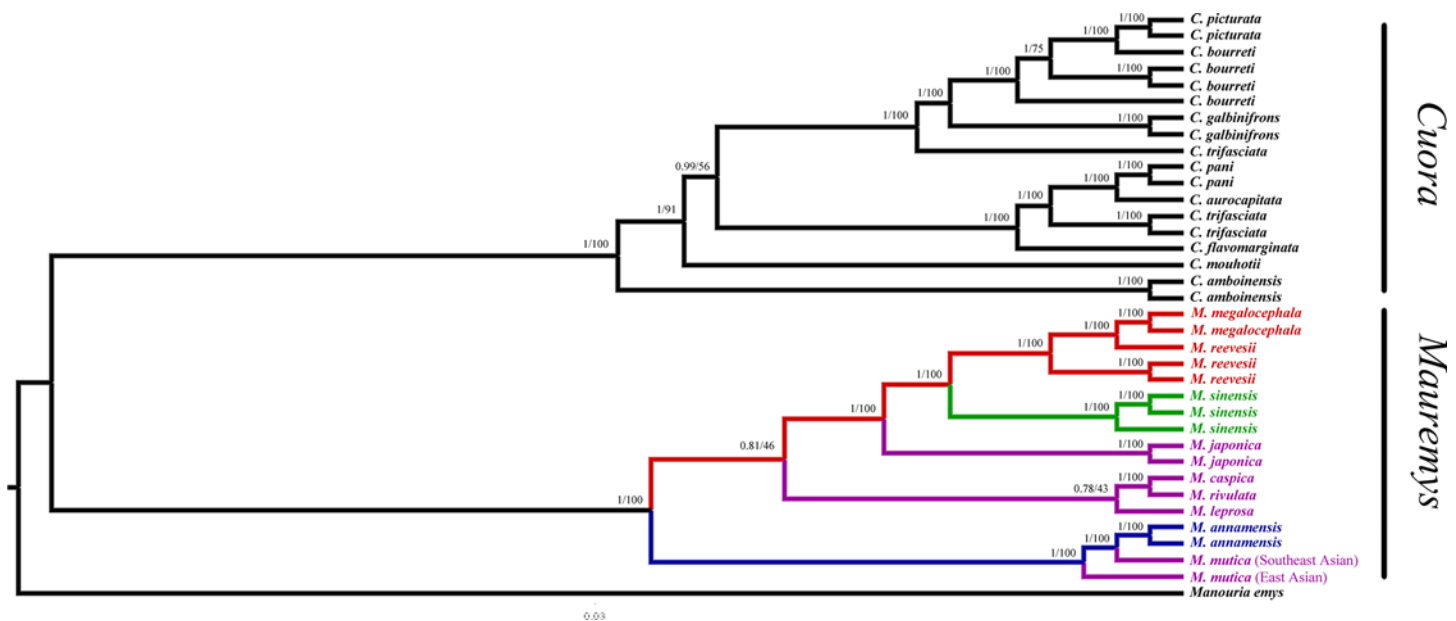 1/100 C. picturata
1/100 C. picturata
1/75 C. bourreti
1/100 1/100 C. bourreti
C. bourreti
1/100 C. bourreti
1/100 1/100 C. galbinifrons
C. galbinifrons
C. trifasciata
0.99/56 1/100 C. pani
1/100 C. pani
1/100 C. aurocapitata
1/91 1/100 1/100 C. trifasciata
C. trifasciata
1/100 C. flavomarginata
C. mouhotii
1/100 C. amboinensis
C. amboinensis
Cuora
1/100 M. megalocephala
1/100 M. megalocephala
1/100 M. reevesii
1/100 M. reevesii
1/100 M. reevesii
M. sinensis
1/100 1/100 M. sinensis
M. sinensis
0.81/46 1/100 M. japonica
M. japonica
1/100 M. caspica
0.78/43 M. rivulata
1/100 M. leprosa
1/100 M. annamensis
1/100 M. annamensis
1/100 M. mutica (Southeast Asian)
M. mutica (East Asian)
Mauremys
Manouria emys
0.03